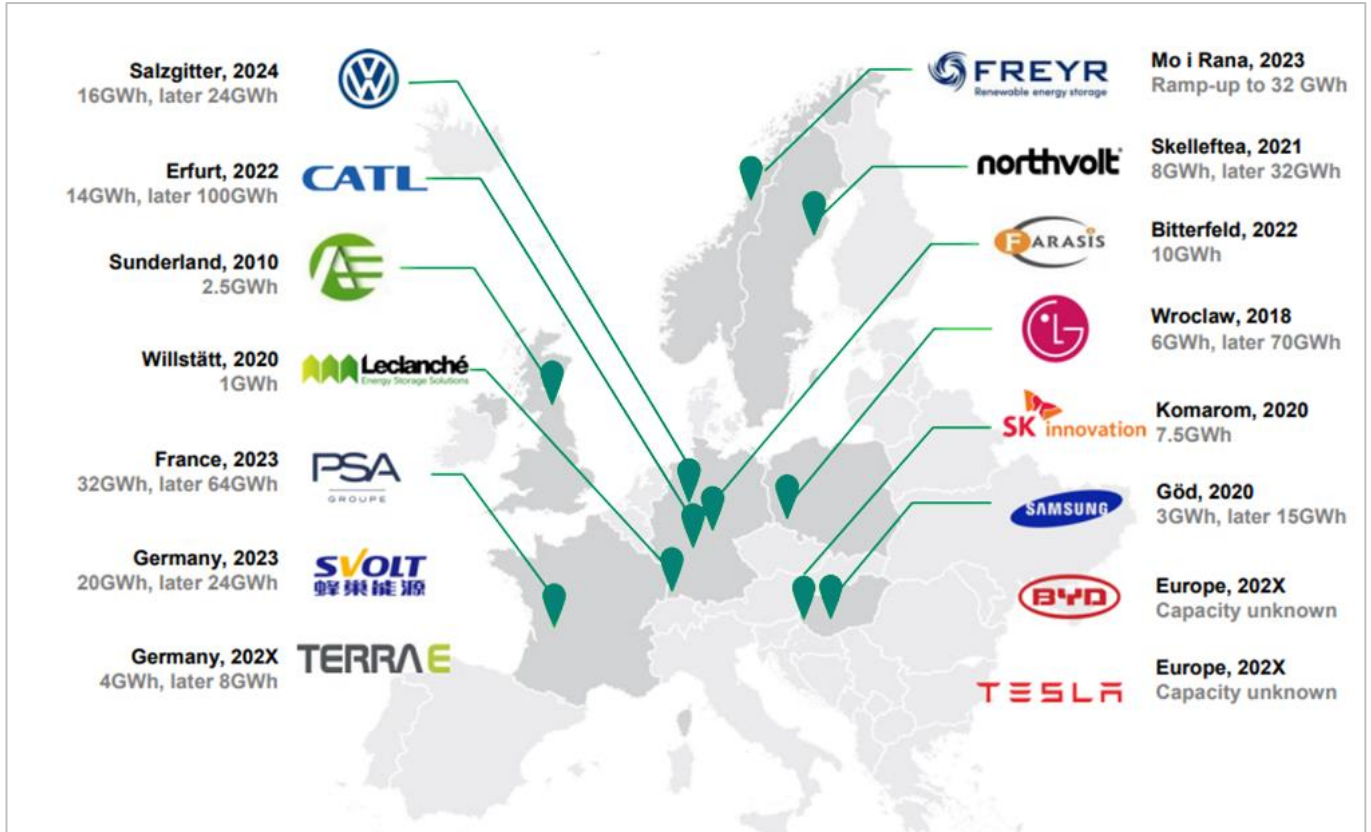 Salzgitter, 2024
16GWh, later 24GWh
Erfurt, 2022
14GWh, later 100GWh
CATL
Sunderland, 2010
2.5GWh
Willstätt, 2020
1GWh
Leclanché
Energy Storage Solutions
France, 2023
32GWh, later 64GWh
PSA
GROUPE
Germany, 2023
20GWh, later 24GWh
SVOLT
蜂巢能源
Germany, 202X
4GWh, later 8GWh
TERRA E
FREYR
Renewable energy storage
Mo i Rana, 2023
Ramp-up to 32 GWh
northvolt
Skelleftea, 2021
8GWh, later 32GWh
FARASIS
Bitterfeld, 2022
10GWh
LG
Wroclaw, 2018
6GWh, later 70GWh
SK innovation
Komarom, 2020
7.5GWh
SAMSUNG
Göd, 2020
3GWh, later 15GWh
BYD
Europe, 202X
Capacity unknown
TESLA
Europe, 202X
Capacity unknown